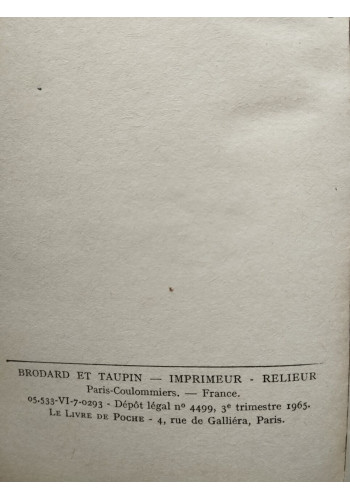 BRODARD ET TAUPIN — IMPRIMEUR - RELIEUR
Paris-Coulommiers. — France.
05.533-VI-7-0293 - Dépôt légal nº 4499, 3e trimestre 1965.
LE LIVRE DE POCHE - 4, rue de Galliéra, Paris.